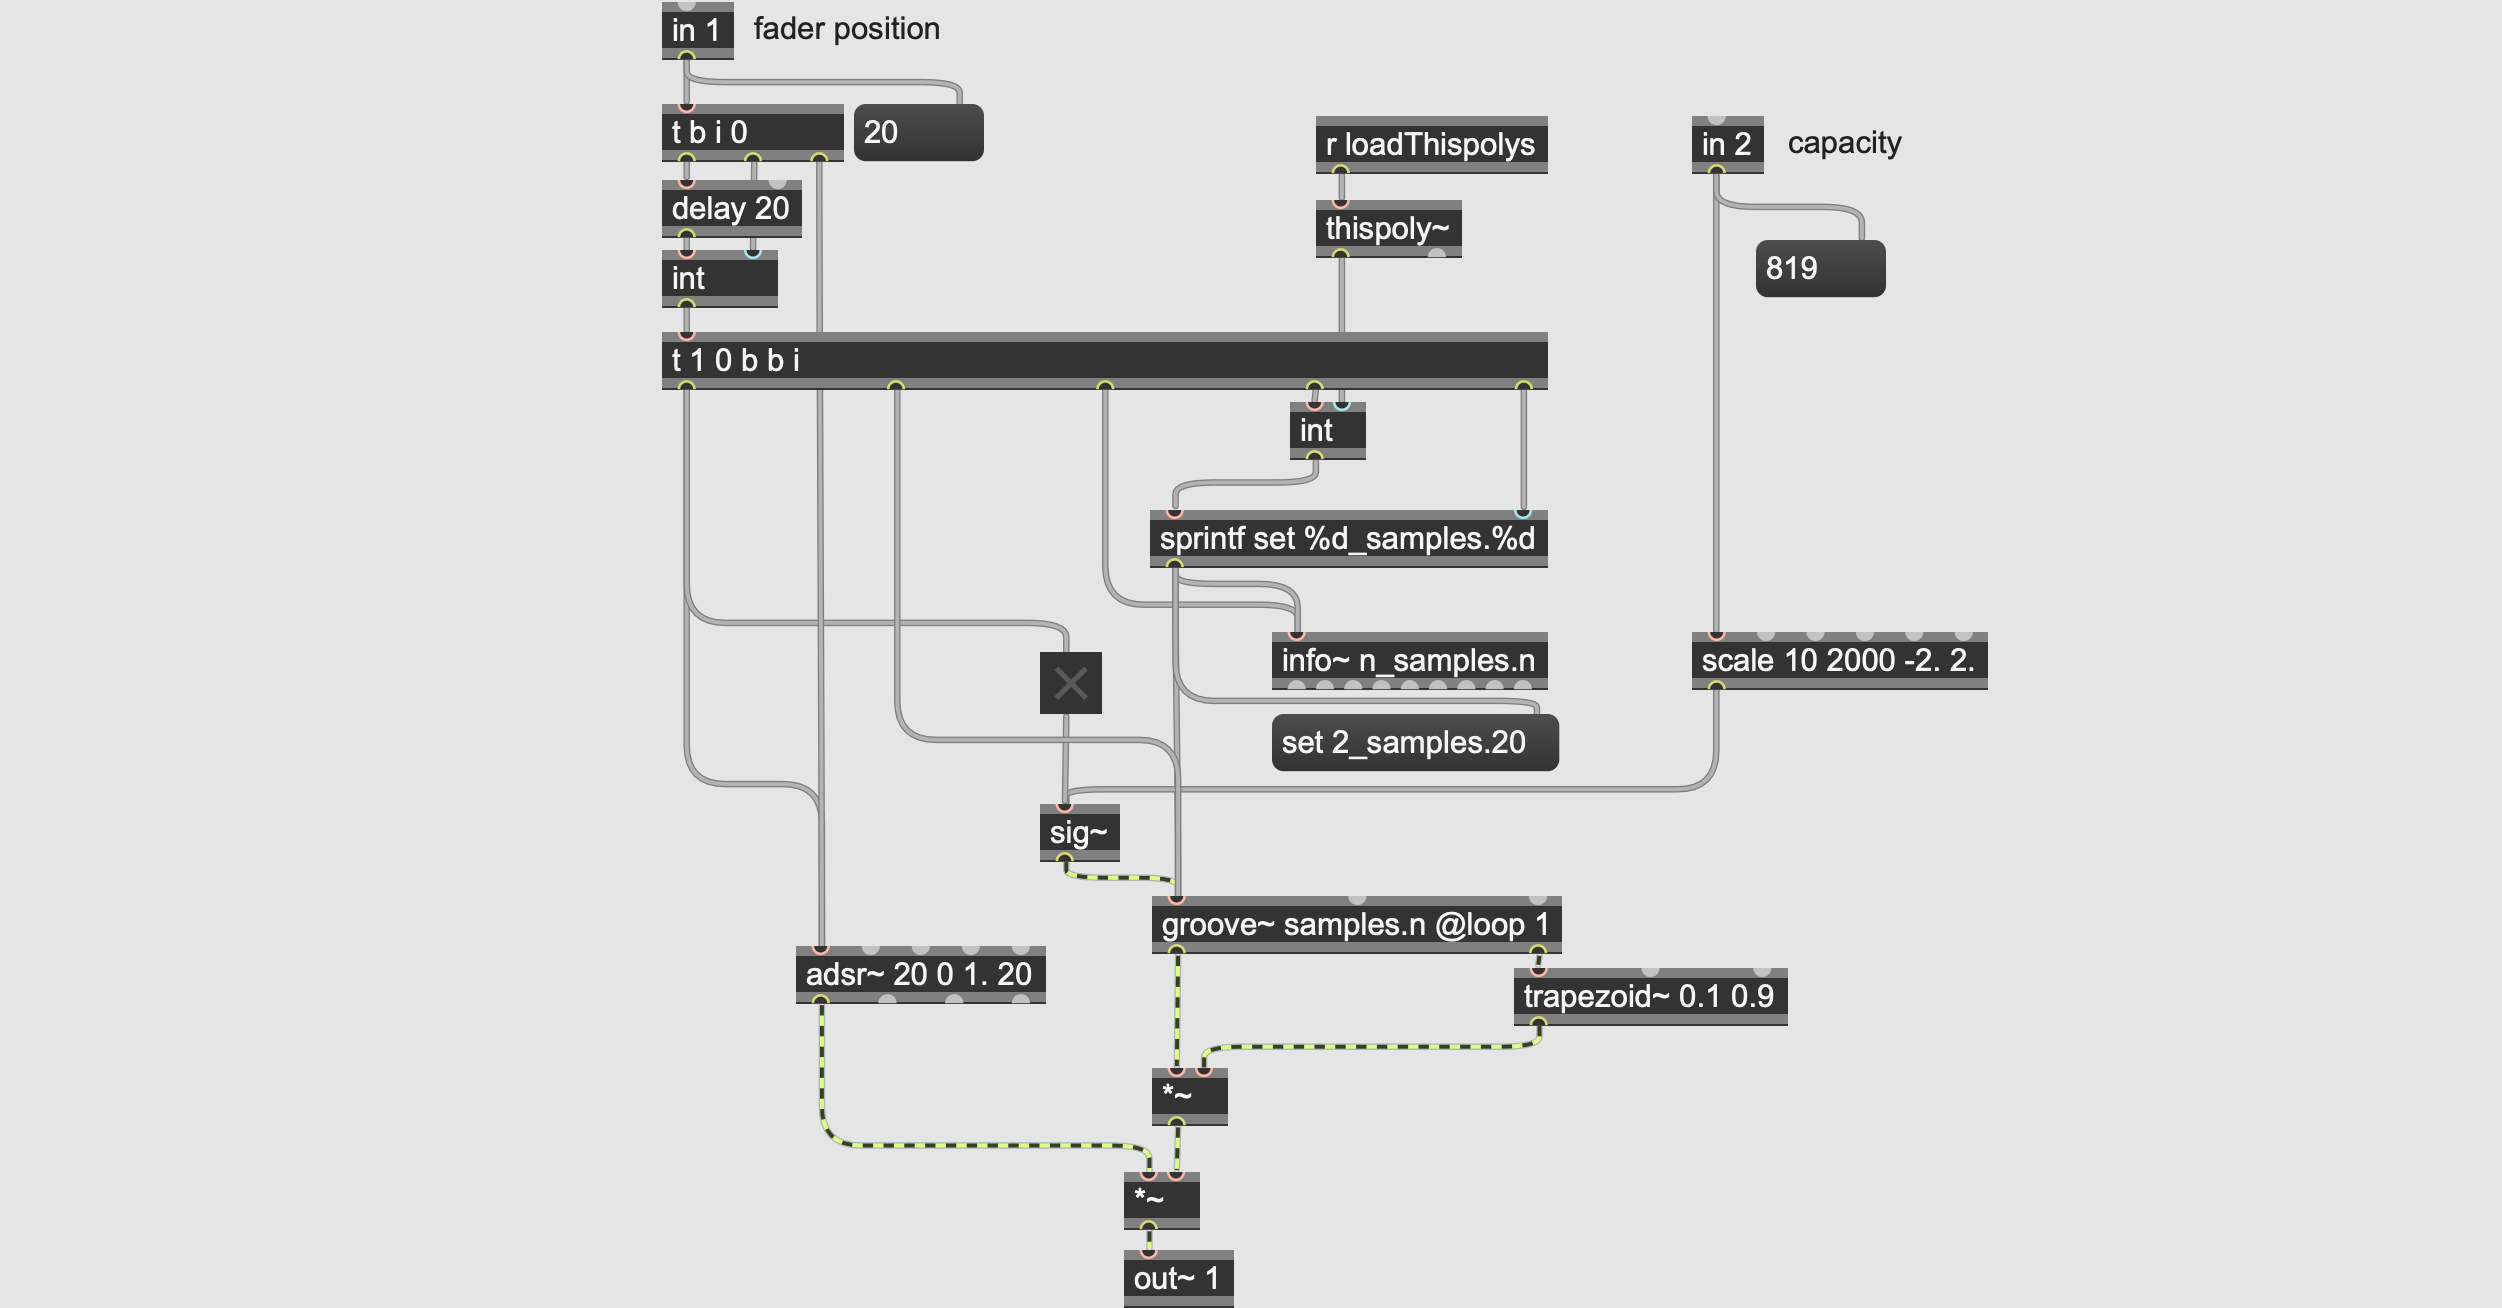 in 1
fader position
t b i 0
20
r loadThispolys
in 2
capacity
delay 20
thispoly~
int
819
t 1 0 b b i
int
sprintf set %d_samples.%d
info~ n_samples.n
scale 10 2000 -2. 2.
set 2_samples.20
sig~
groove~ samples.n @loop 1
adsr~ 20 0 1. 20
trapezoid~ 0.1 0.9
*~
*~
out~ 1